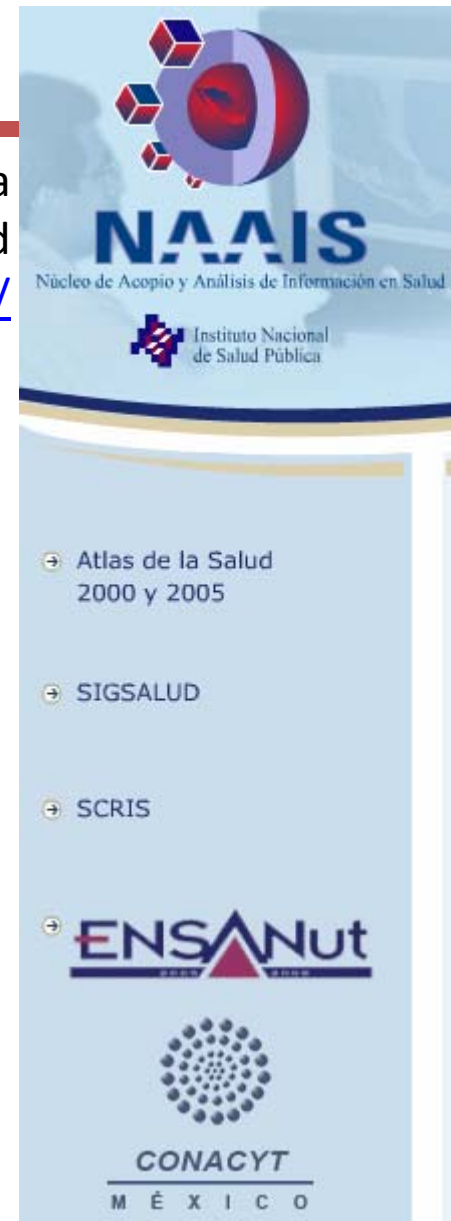 a
d
/
NAAIS
Núcleo de Acopio y Análisis de Información en Salud
Instituto Nacional
de Salud Pública
Atlas de la Salud
2000 y 2005
SIGSALUD
SCRIS
ENSANut
CONACYT
MÉXICO